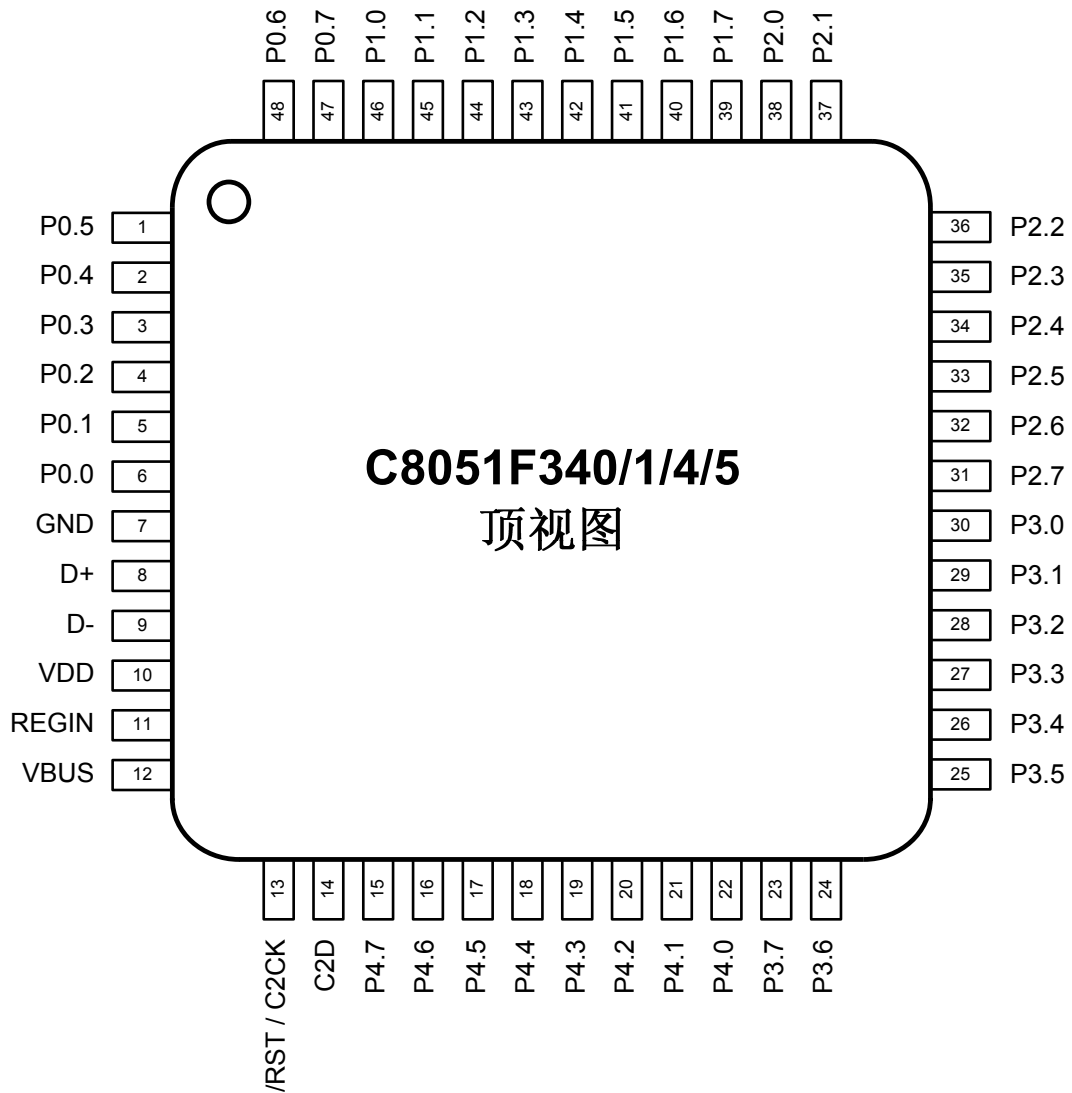 P0.6 P0.7 P1.0 P1.1 P1.2 P1.3 P1.4 P1.5 P1.6 P1.7 P2.0 P2.1
48 47 46 45 44 43 42 41 40 39 38 37
P0.5 1 36 P2.2
P0.4 2 35 P2.3
P0.3 3 34 P2.4
P0.2 4 33 P2.5
P0.1 5 32 P2.6
P0.0 6 31 P2.7
C8051F340/1/4/5
顶视图
GND 7 30 P3.0
D+ 8 29 P3.1
D- 9 28 P3.2
VDD 10 27 P3.3
REGIN 11 26 P3.4
VBUS 12 25 P3.5
13 14 15 16 17 18 19 20 21 22 23 24
/RST / C2CK C2D P4.7 P4.6 P4.5 P4.4 P4.3 P4.2 P4.1 P4.0 P3.7 P3.6